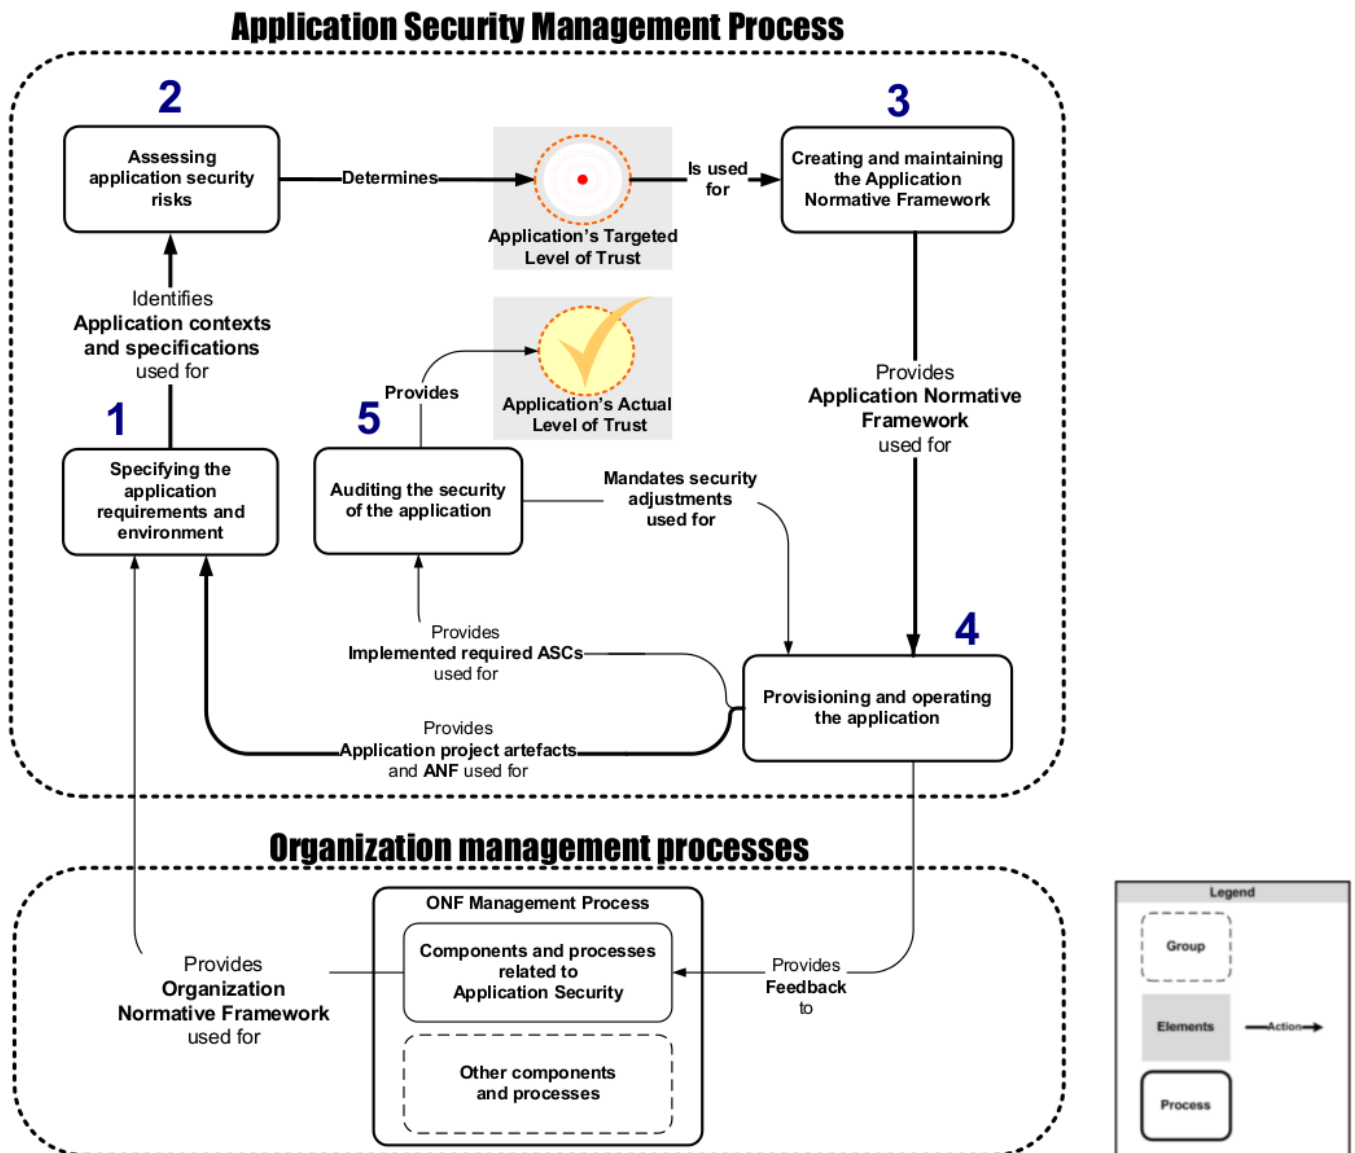 Application Security Management Process
2
3
Assessing
application security
risks
Determines
Application's Targeted
Level of Trust
Is used
for
Creating and maintaining
the Application
Normative Framework
Identifies
Application contexts
and specifications
used for
Provides
Application's Actual
Level of Trust
Provides
Application Normative
Framework
used for
1
5
Specifying the
application
requirements and
environment
Auditing the security
of the application
Mandates security
adjustments
used for
4
Provides
Implemented required ASCs
used for
Provisioning and operating
the application
Provides
Application project artefacts
and ANF used for
Organization management processes
ONF Management Process
Components and processes
related to
Application Security
Provides
Organization
Normative Framework
used for
Provides
Feedback
to
Other components
and processes
Legend
Group
Elements
Action
Process